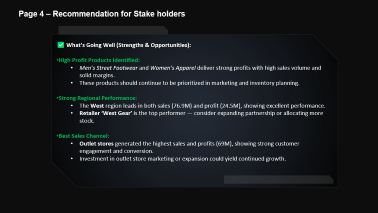 Page 4 – Recommendation for Stake holders
✅ What's Going Well (Strengths & Opportunities):
•High Profit Products Identified:
• Men's Street Footwear and Women's Apparel deliver strong profits with high sales volume and
solid margins.
• These products should continue to be prioritized in marketing and inventory planning.
•Strong Regional Performance:
• The West region leads in both sales (76.9M) and profit (24.5M), showing excellent performance.
• Retailer 'West Gear' is the top performer — consider expanding partnership or allocating more
stock.
•Best Sales Channel:
• Outlet stores generated the highest sales and profits (69M), showing strong customer
engagement and conversion.
• Investment in outlet store marketing or expansion could yield continued growth.